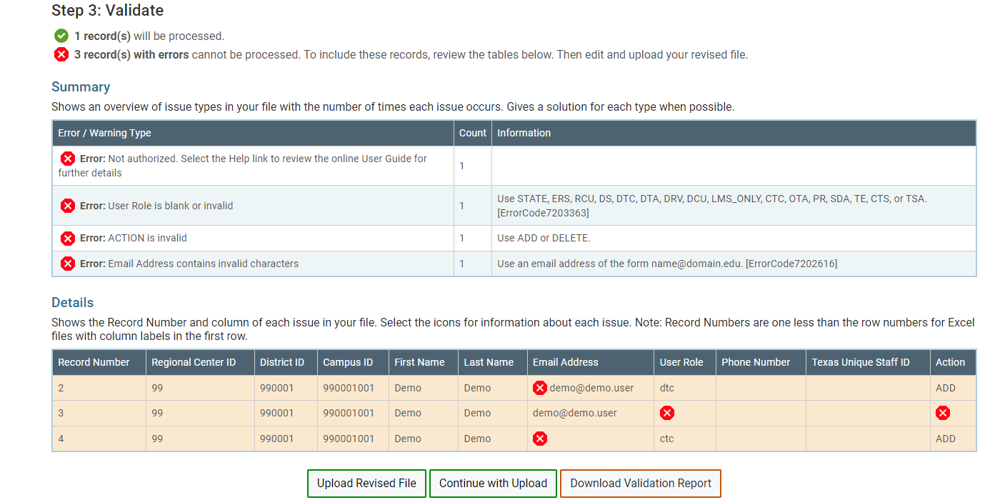 Step 3: Validate
1 record(s) will be processed.
3 record(s) with errors cannot be processed. To include these records, review the tables below. Then edit and upload your revised file.
Summary
Shows an overview of issue types in your file with the number of times each issue occurs. Gives a solution for each type when possible.
Error / Warning Type Count Information
Error: Not authorized. Select the Help link to review the online User Guide for
further details 1
Error: User Role is blank or invalid 1 Use STATE, ERS, RCU, DS, DTC, DTA, DRV, DCU, LMS_ONLY, CTC, OTA, PR, SDA, TE, CTS, or TSA.
[ErrorCode7203363]
Error: ACTION is invalid 1 Use ADD or DELETE.
Error: Email Address contains invalid characters 1 Use an email address of the form name@domain.edu. [ErrorCode7202616]
Details
Shows the Record Number and column of each issue in your file. Select the icons for information about each issue. Note: Record Numbers are one less than the row numbers for Excel
files with column labels in the first row.
Record Number Regional Center ID District ID Campus ID First Name Last Name Email Address User Role Phone Number Texas Unique Staff ID Action
2 99 990001 990001001 Demo Demo demo@demo.user dtc ADD
3 99 990001 990001001 Demo Demo demo@demo.user
4 99 990001 990001001 Demo Demo ctc ADD
Upload Revised File Continue with Upload Download Validation Report